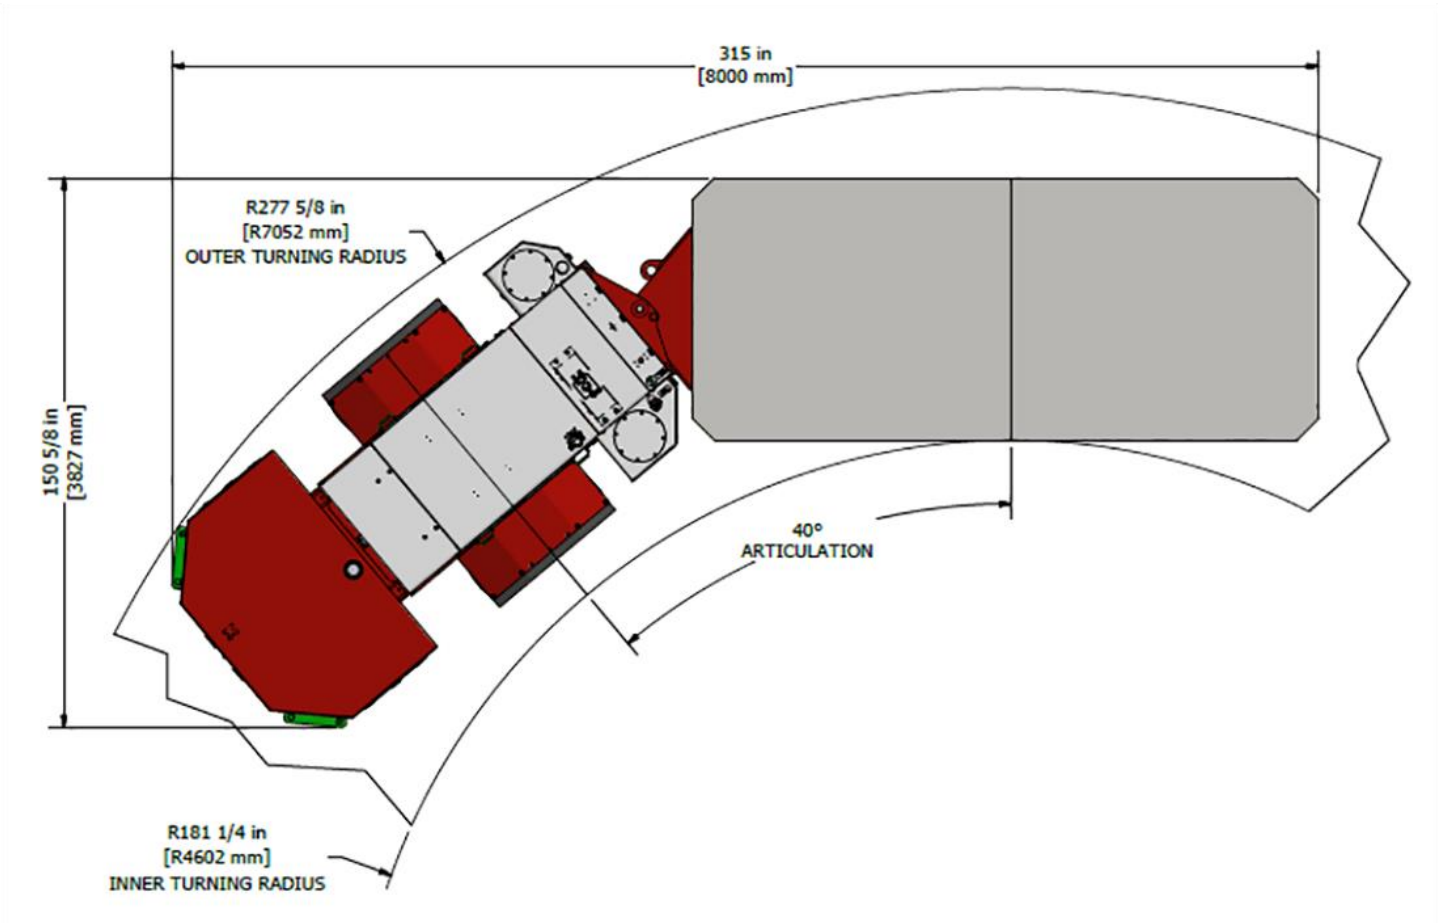 315 in
[8000 mm]
R277 5/8 in
[R7052 mm]
OUTER TURNING RADIUS
150 5/8 in
[3827 mm]
40°
ARTICULATION
R181 1/4 in
[R4602 mm]
INNER TURNING RADIUS